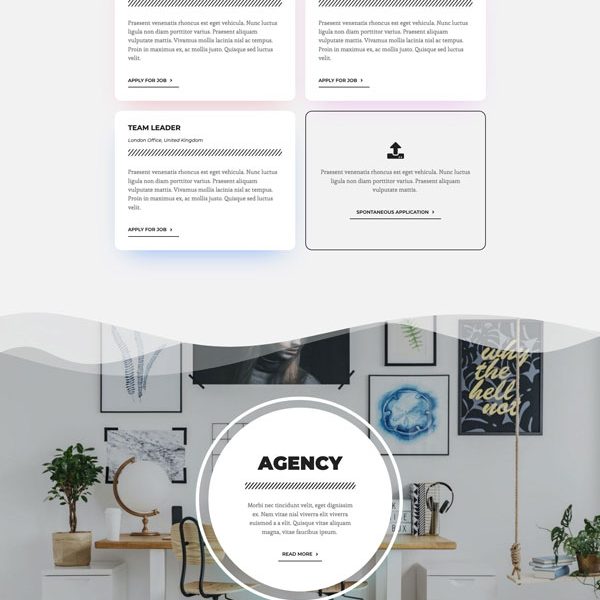 Praesent venenatis rhoncus est eget vehicula. Nunc luctus
ligula non diam porttitor varius. Praesent aliquam
vulputate mattis. Vivamus mollis lacinia nisl ac tempus.
Proin in maximus ex, ac mollis justo. Quisque sed luctus
velit.
APPLY FOR JOB >
Praesent venenatis rhoncus est eget vehicula. Nunc luctus
ligula non diam porttitor varius. Praesent aliquam
vulputate mattis. Vivamus mollis lacinia nisl ac tempus.
Proin in maximus ex, ac mollis justo. Quisque sed luctus
velit.
APPLY FOR JOB >
TEAM LEADER
London Office, United Kingdom
Praesent venenatis rhoncus est eget vehicula. Nunc luctus
ligula non diam porttitor varius. Praesent aliquam
vulputate mattis. Vivamus mollis lacinia nisl ac tempus.
Proin in maximus ex, ac mollis justo. Quisque sed luctus
velit.
APPLY FOR JOB >
Praesent venenatis rhoncus est eget vehicula. Nunc luctus
ligula non diam porttitor varius. Praesent aliquam
vulputate mattis.
SPONTANEOUS APPLICATION >
why
the
hell
not
AGENCY
Morbi nec tincidunt velit, eget dignissim
ex. Nam vitae nisl viverra elit viverra
euismod a a elit. Quisque vitae aliquam
magna, vitae faucibus ipsum.
READ MORE >